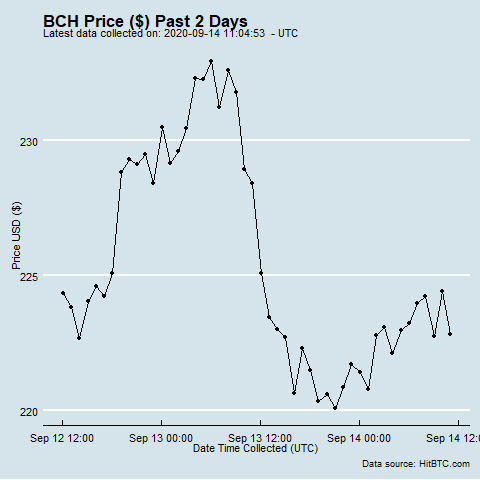 BCH Price ($) Past 2 Days
Latest data collected on: 2020-09-14 11:04:53 - UTC
230
225
220
Price USD ($)
Sep 12 12:00 Sep 13 00:00 Sep 13 12:00 Sep 14 00:00 Sep 14 12:00
Date Time Collected (UTC)
Data source: HitBTC.com